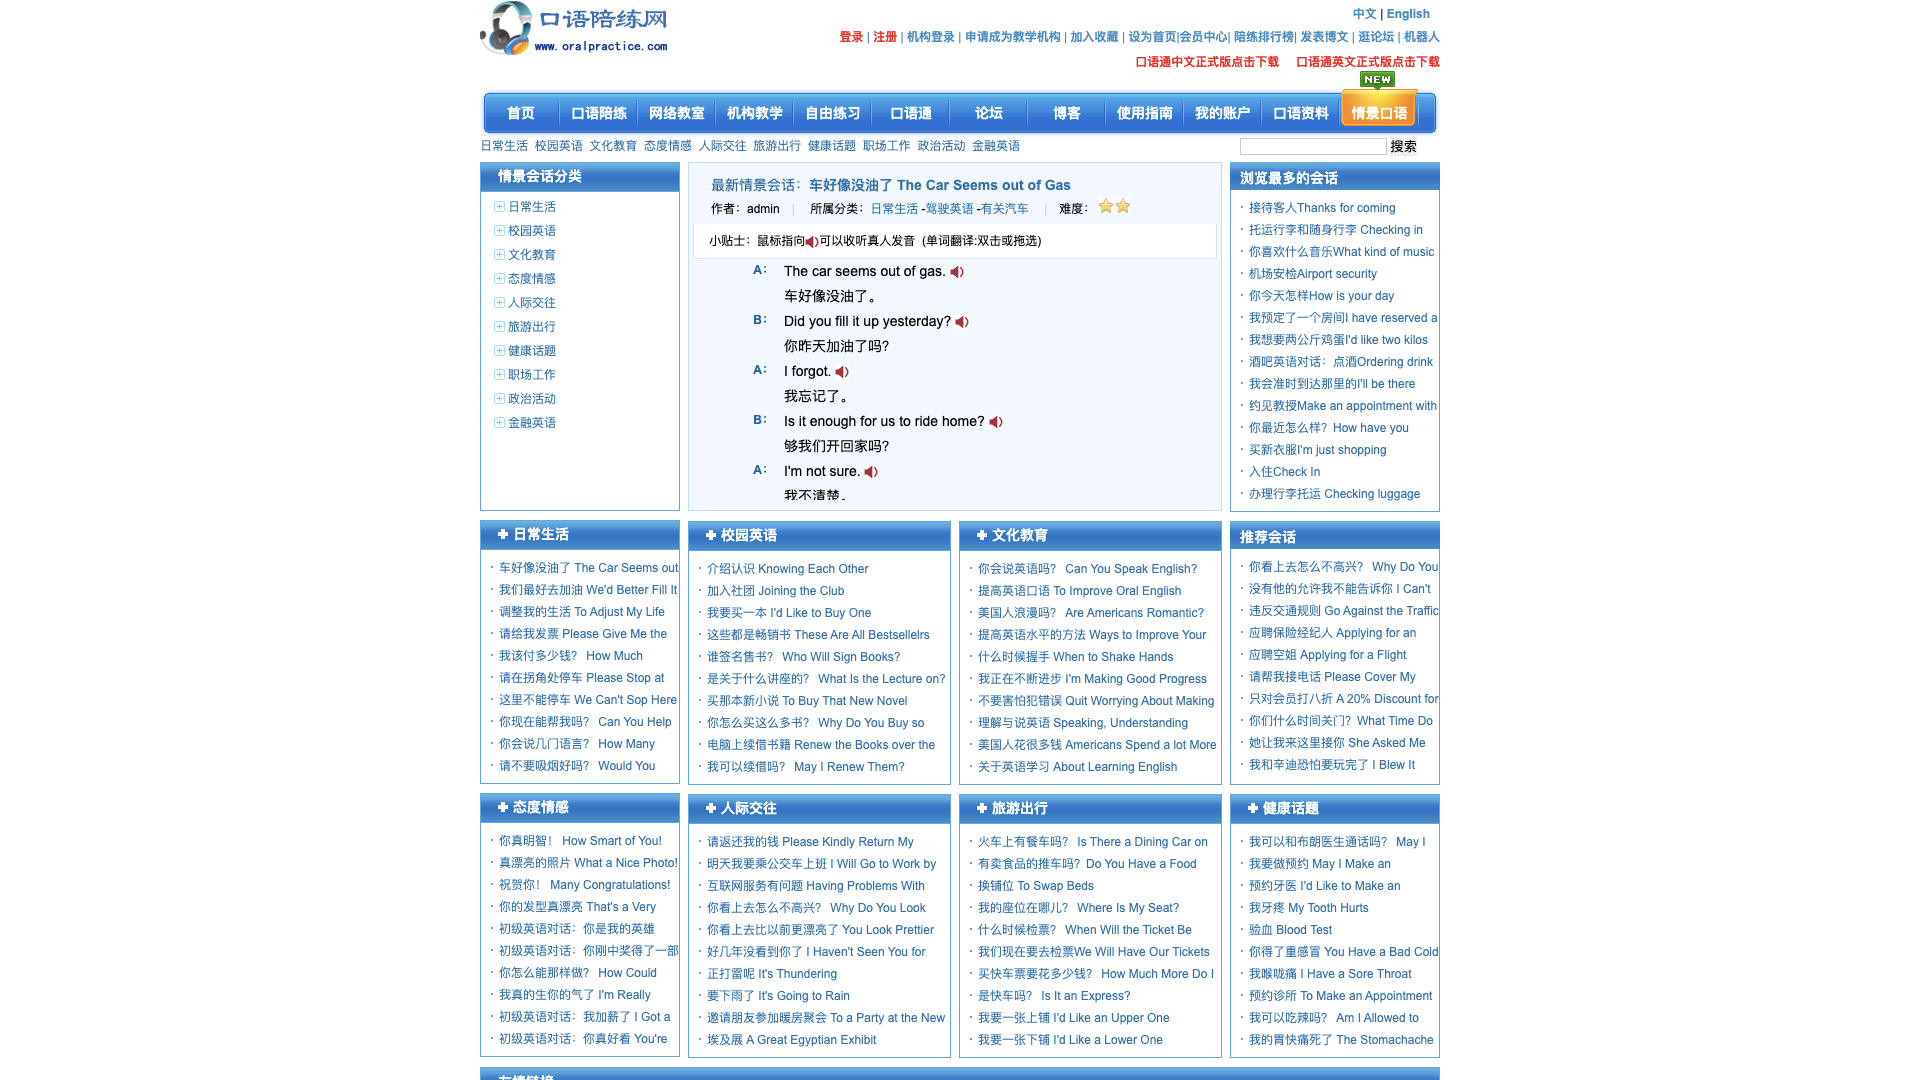 口语陪练网
www.oralpractice.com
中文 | English
登录 | 注册 | 机构登录 | 申请成为教学机构 | 加入收藏 | 设为首页|会员中心| 陪练排行榜| 发表博文 | 逛论坛 | 机器人
口语通中文正式版点击下载 口语通英文正式版点击下载
NEW
首页 口语陪练 网络教室 机构教学 自由练习 口语通 论坛 博客 使用指南 我的账户 口语资料 情景口语
日常生活 校园英语 文化教育 态度情感 人际交往 旅游出行 健康话题 职场工作 政治活动 金融英语
搜索
情景会话分类
日常生活
校园英语
文化教育
态度情感
人际交往
旅游出行
健康话题
职场工作
政治活动
金融英语
最新情景会话：车好像没油了 The Car Seems out of Gas
作者：admin | 所属分类：日常生活 -驾驶英语 -有关汽车 | 难度：
小贴士：鼠标指向可以收听真人发音 (单词翻译:双击或拖选)
A: The car seems out of gas.
车好像没油了。
B: Did you fill it up yesterday?
你昨天加油了吗?
A: I forgot.
我忘记了。
B: Is it enough for us to ride home?
够我们开回家吗?
A: I'm not sure.
我不清楚。
浏览最多的会话
· 接待客人Thanks for coming
· 托运行李和随身行李 Checking in
· 你喜欢什么音乐What kind of music
· 机场安检Airport security
· 你今天怎样How is your day
· 我预定了一个房间I have reserved a
· 我想要两公斤鸡蛋I'd like two kilos
· 酒吧英语对话：点酒Ordering drink
· 我会准时到达那里的I'll be there
· 约见教授Make an appointment with
· 你最近怎么样？How have you
· 买新衣服I'm just shopping
· 入住Check In
· 办理行李托运 Checking luggage
日常生活
· 车好像没油了 The Car Seems out
· 我们最好去加油 We'd Better Fill It
· 调整我的生活 To Adjust My Life
· 请给我发票 Please Give Me the
· 我该付多少钱？ How Much
· 请在拐角处停车 Please Stop at
· 这里不能停车 We Can't Sop Here
· 你现在能帮我吗？ Can You Help
· 你会说几门语言？ How Many
· 请不要吸烟好吗？ Would You
校园英语
· 介绍认识 Knowing Each Other
· 加入社团 Joining the Club
· 我要买一本 I'd Like to Buy One
· 这些都是畅销书 These Are All Bestsellelrs
· 谁签名售书？ Who Will Sign Books?
· 是关于什么讲座的？ What Is the Lecture on?
· 买那本新小说 To Buy That New Novel
· 你怎么买这么多书？ Why Do You Buy so
· 电脑上续借书籍 Renew the Books over the
· 我可以续借吗？ May I Renew Them?
文化教育
· 你会说英语吗？ Can You Speak English?
· 提高英语口语 To Improve Oral English
· 美国人浪漫吗？ Are Americans Romantic?
· 提高英语水平的方法 Ways to Improve Your
· 什么时候握手 When to Shake Hands
· 我正在不断进步 I'm Making Good Progress
· 不要害怕犯错误 Quit Worrying About Making
· 理解与说英语 Speaking, Understanding
· 美国人花很多钱 Americans Spend a lot More
· 关于英语学习 About Learning English
推荐会话
· 你看上去怎么不高兴？ Why Do You
· 没有他的允许我不能告诉你 I Can't
· 违反交通规则 Go Against the Traffic
· 应聘保险经纪人 Applying for an
· 应聘空姐 Applying for a Flight
· 请帮我接电话 Please Cover My
· 只对会员打八折 A 20% Discount for
· 你们什么时间关门？What Time Do
· 她让我来这里接你 She Asked Me
· 我和辛迪恐怕要玩完了 I Blew It
态度情感
· 你真明智！ How Smart of You!
· 真漂亮的照片 What a Nice Photo!
· 祝贺你！ Many Congratulations!
· 你的发型真漂亮 That's a Very
· 初级英语对话：你是我的英雄
· 初级英语对话：你刚中奖得了一部
· 你怎么能那样做？ How Could
· 我真的生你的气了 I'm Really
· 初级英语对话：我加薪了 I Got a
· 初级英语对话：你真好看 You're
人际交往
· 请返还我的钱 Please Kindly Return My
· 明天我要乘公交车上班 I Will Go to Work by
· 互联网服务有问题 Having Problems With
· 你看上去怎么不高兴？ Why Do You Look
· 你看上去比以前更漂亮了 You Look Prettier
· 好几年没看到你了 I Haven't Seen You for
· 正打雷呢 It's Thundering
· 要下雨了 It's Going to Rain
· 邀请朋友参加暖房聚会 To a Party at the New
· 埃及展 A Great Egyptian Exhibit
旅游出行
· 火车上有餐车吗？ Is There a Dining Car on
· 有卖食品的推车吗？Do You Have a Food
· 换铺位 To Swap Beds
· 我的座位在哪儿？ Where Is My Seat?
· 什么时候检票？ When Will the Ticket Be
· 我们现在要去检票We Will Have Our Tickets
· 买快车票要花多少钱？ How Much More Do I
· 是快车吗？ Is It an Express?
· 我要一张上铺 I'd Like an Upper One
· 我要一张下铺 I'd Like a Lower One
健康话题
· 我可以和布朗医生通话吗？ May I
· 我要做预约 May I Make an
· 预约牙医 I'd Like to Make an
· 我牙疼 My Tooth Hurts
· 验血 Blood Test
· 你得了重感冒 You Have a Bad Cold
· 我喉咙痛 I Have a Sore Throat
· 预约诊所 To Make an Appointment
· 我可以吃辣吗？ Am I Allowed to
· 我的胃快痛死了 The Stomachache
友情链接